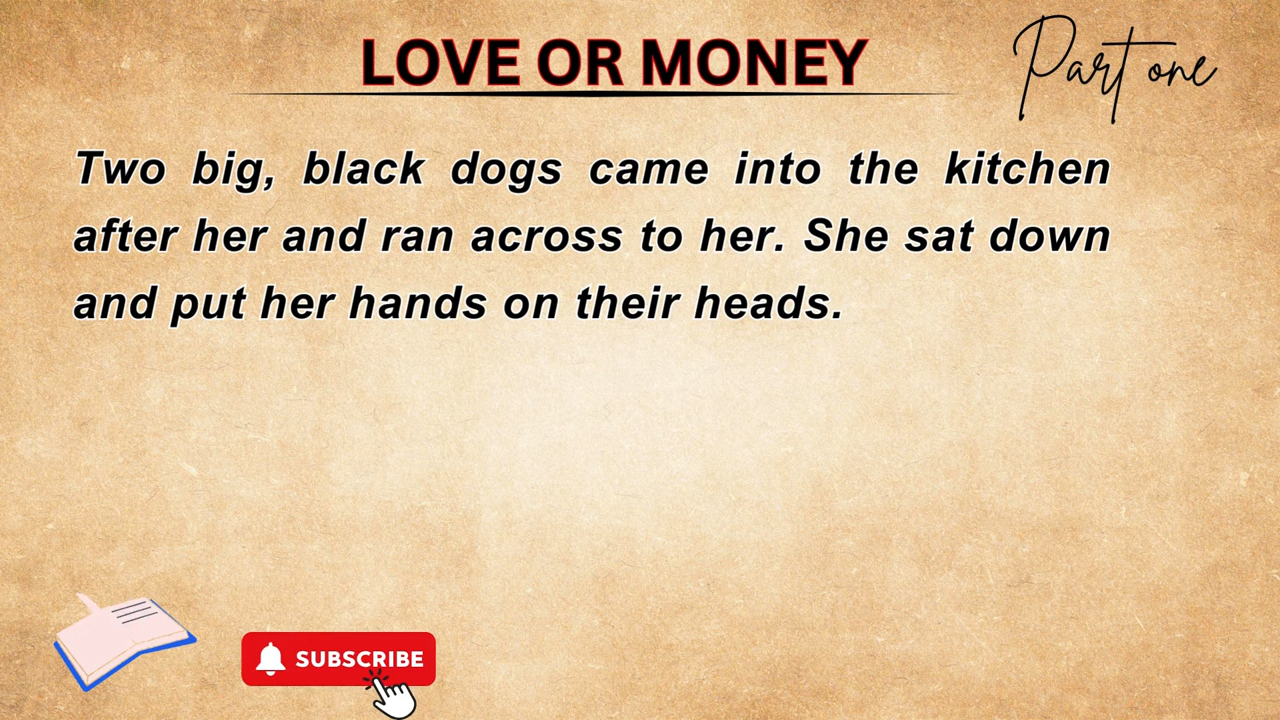 LOVE OR MONEY
Part one
Two big, black dogs came into the kitchen
after her and ran across to her. She sat down
and put her hands on their heads.
SUBSCRIBE